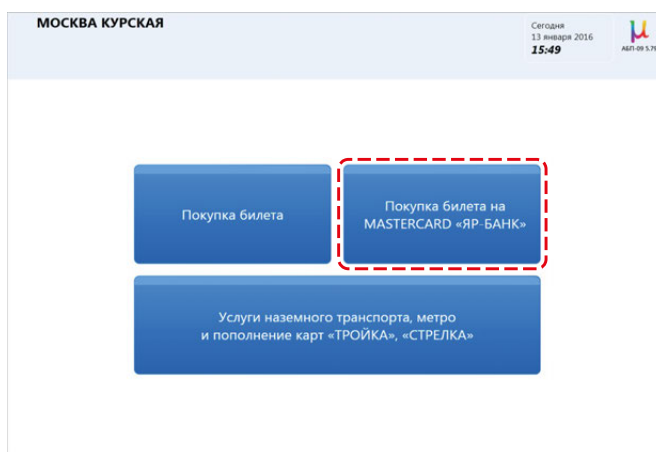 МОСКВА КУРСКАЯ
Сегодня
13 января 2016
15:49
АБП-09 5.79
Покупка билета
Покупка билета на
MASTERCARD «ЯР-БАНК»
Услуги наземного транспорта, метро
и пополнение карт «ТРОЙКА», «СТРЕЛКА»